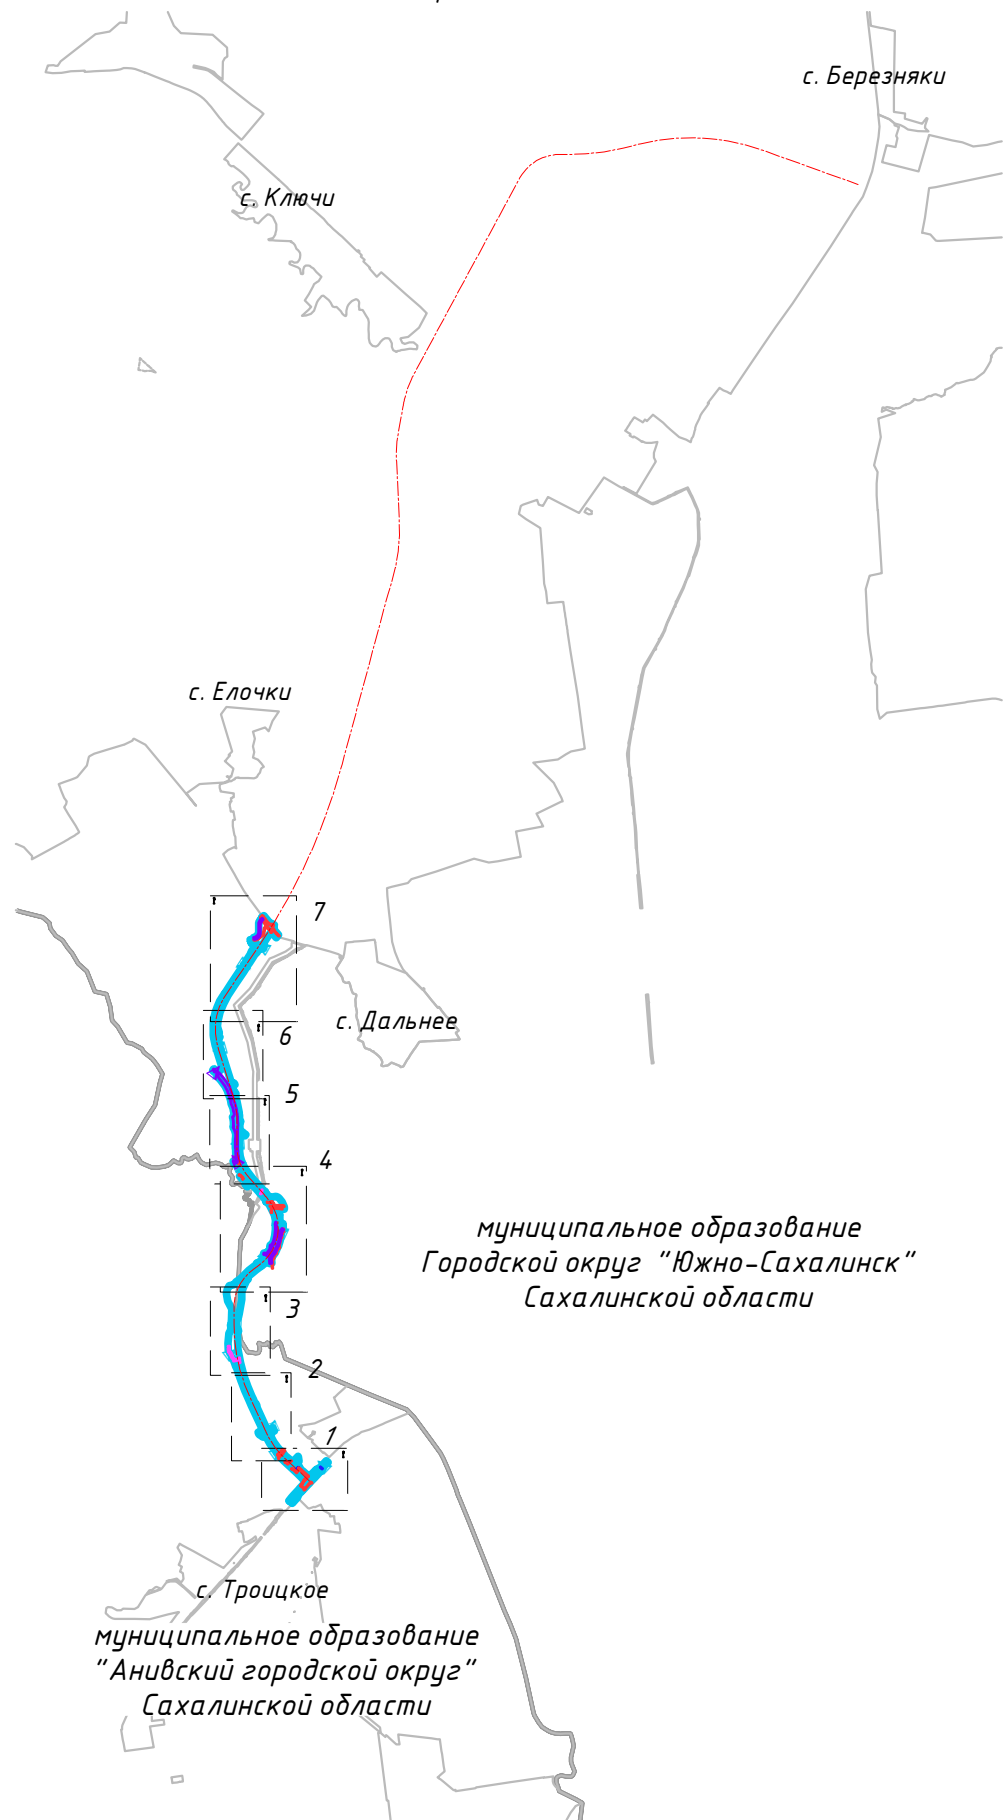 с. Березняки
с. Ключи
с. Елочки
7
с. Дальнее
6
5
4
муниципальное образование
Городской округ "Южно-Сахалинск"
Сахалинской области
3
2
1
с. Троицкое
муниципальное образование
"Анивский городской округ"
Сахалинской области